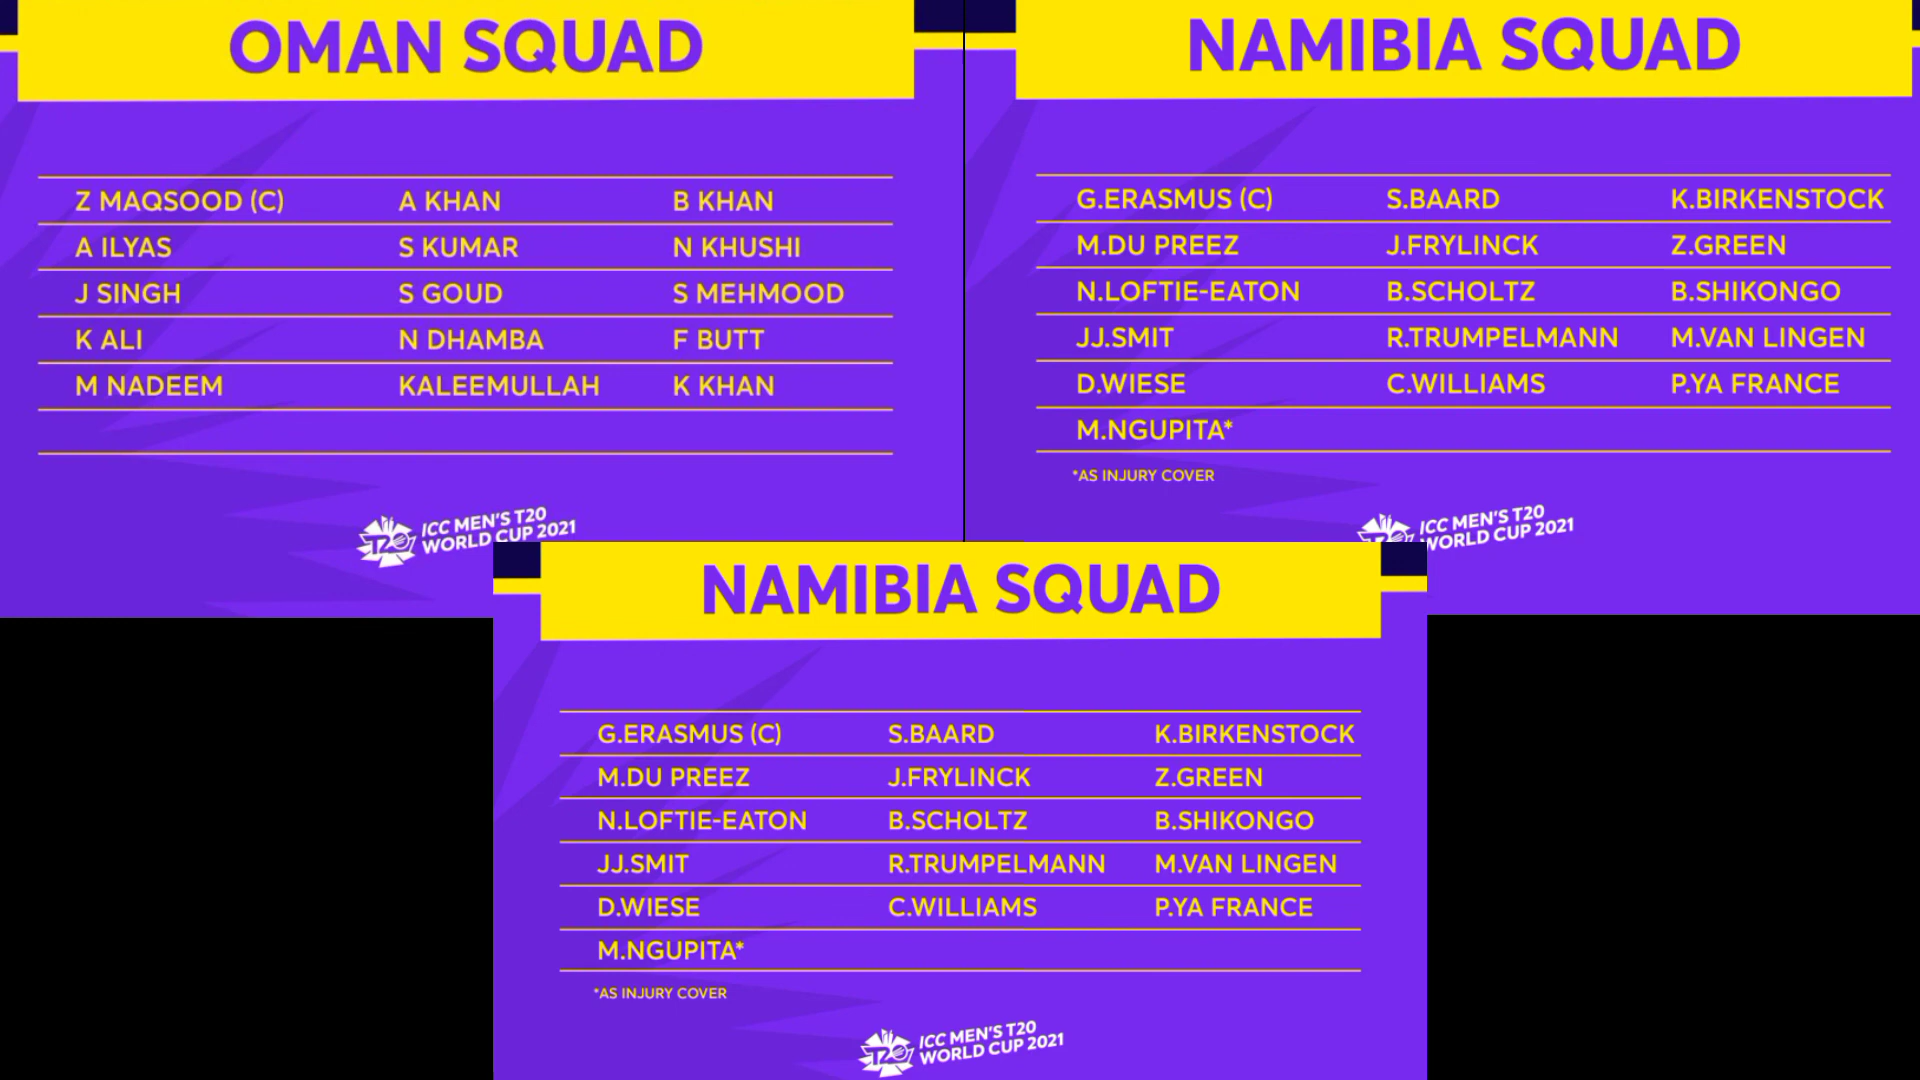 OMAN SQUAD
Z MAQSOOD (C) A KHAN B KHAN
A ILYAS S KUMAR N KHUSHI
J SINGH S GOUD S MEHMOOD
K ALI N DHAMBA F BUTT
M NADEEM KALEEMULLAH K KHAN
T20 ICC MEN'S T20
WORLD CUP 2021
NAMIBIA SQUAD
G.ERASMUS (C) S.BAARD K.BIRKENSTOCK
M.DU PREEZ J.FRYLINCK Z.GREEN
N.LOFTIE-EATON B.SCHOLTZ B.SHIKONGO
JJ.SMIT R.TRUMPELMANN M.VAN LINGEN
D.WIESE C.WILLIAMS P.YA FRANCE
M.NGUPITA*
*AS INJURY COVER
T20 ICC MEN'S T20
WORLD CUP 2021
NAMIBIA SQUAD
G.ERASMUS (C) S.BAARD K.BIRKENSTOCK
M.DU PREEZ J.FRYLINCK Z.GREEN
N.LOFTIE-EATON B.SCHOLTZ B.SHIKONGO
JJ.SMIT R.TRUMPELMANN M.VAN LINGEN
D.WIESE C.WILLIAMS P.YA FRANCE
M.NGUPITA*
*AS INJURY COVER
T20 ICC MEN'S T20
WORLD CUP 2021